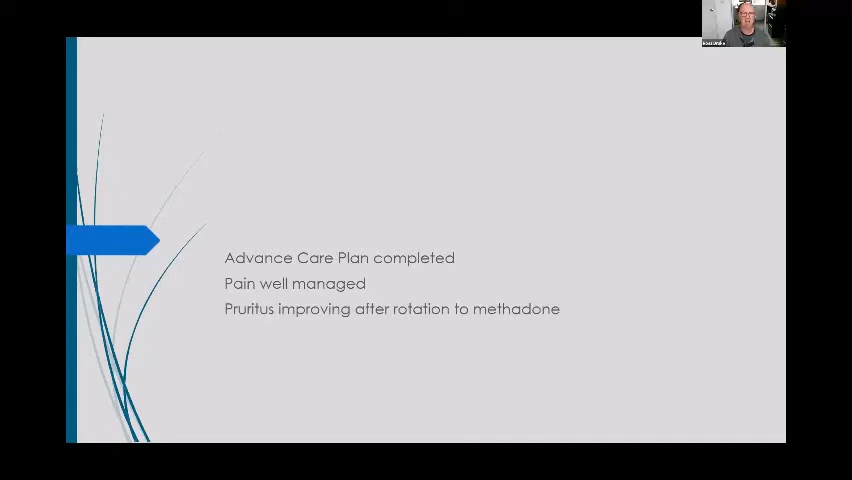 Advance Care Plan completed
Pain well managed
Pruritus improving after rotation to methadone